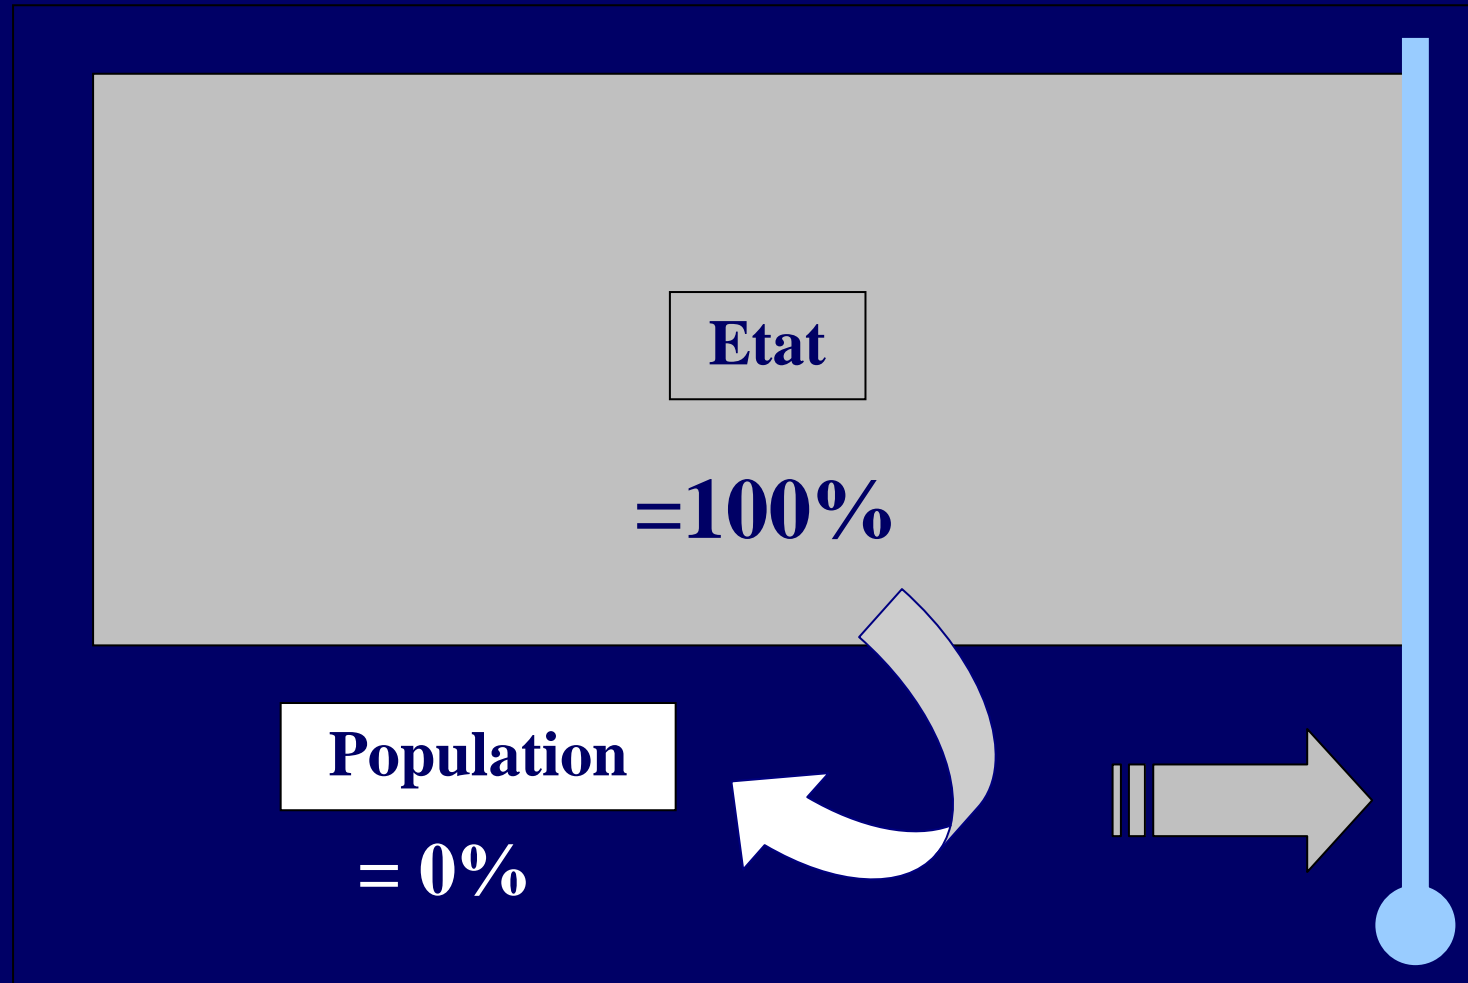 Etat
=100%
Population
= 0%